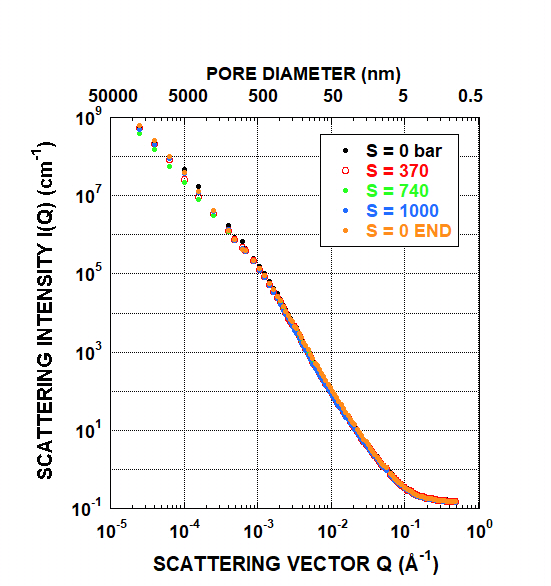 PORE DIAMETER (nm)
50000 5000 500 50 5 0.5
10^9
10^7
10^5
10^3
10^1
10^-1
SCATTERING INTENSITY I(Q) (cm^-1)
S = 0 bar
S = 370
S = 740
S = 1000
S = 0 END
10^-5 10^-4 10^-3 10^-2 10^-1 10^0
SCATTERING VECTOR Q (Å^-1)